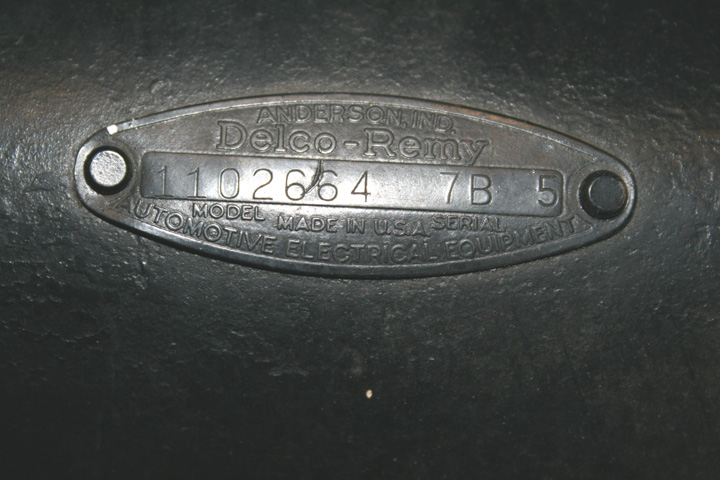 ANDERSON, IND.
Delco-Remy
1102664 7B 5
MODEL MADE IN U.S.A. SERIAL
AUTOMOTIVE ELECTRICAL EQUIPMENT